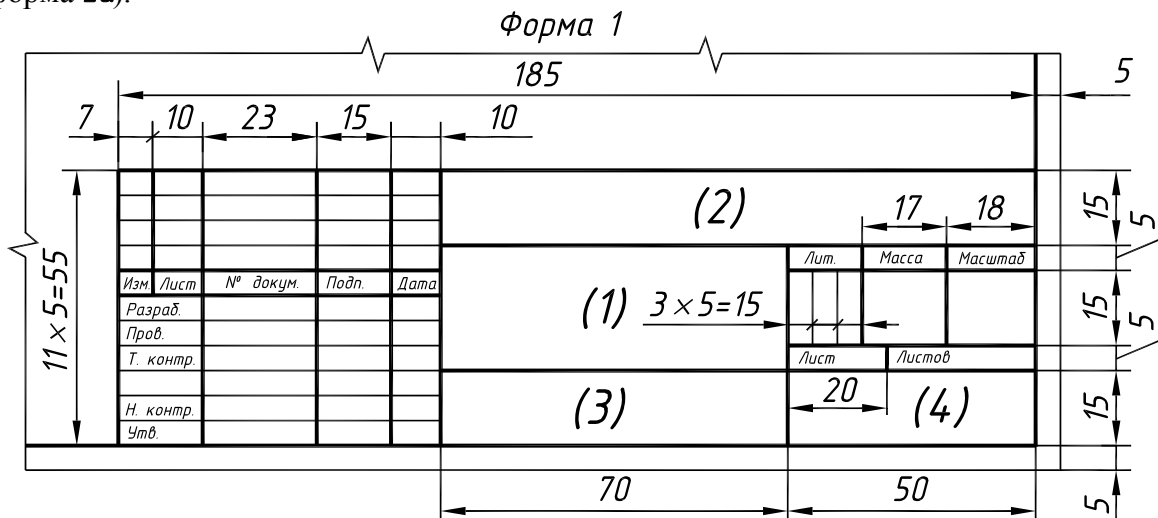 форма 2а).
Форма 1
185
5
7 10 23 15 10
(2)
17 18
15
5
11×5=55
Изм. Лист № докум. Подп. Дата
Лит. Масса Масштаб
Разраб.
Пров.
Т. контр.
Н. контр.
Утв.
(1)
3×5=15
15
5
Лист Листов
20
(3)
(4)
15
70
50
5